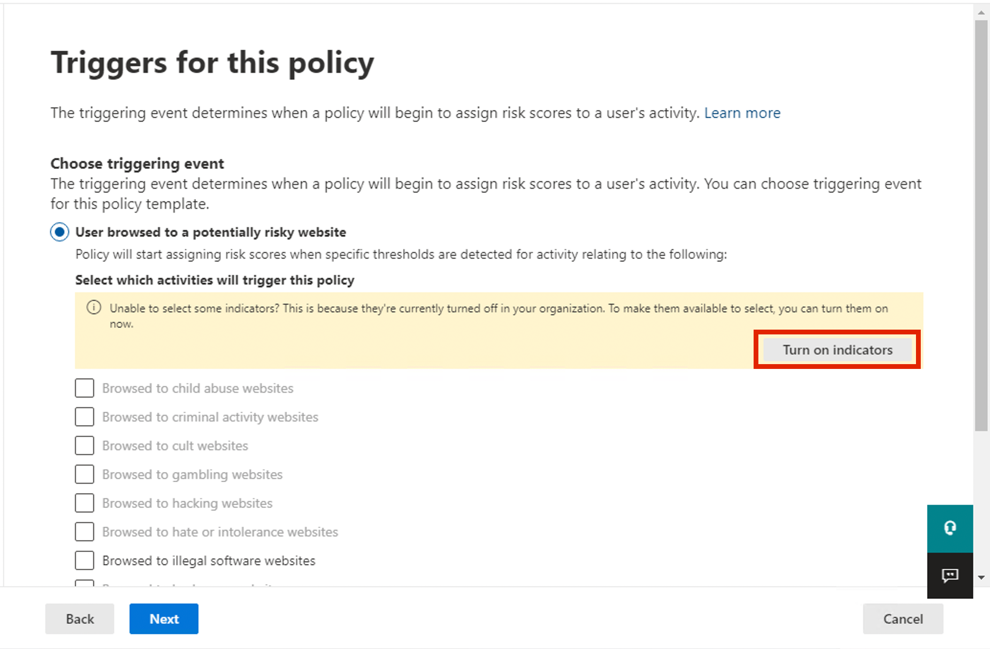 Triggers for this policy
The triggering event determines when a policy will begin to assign risk scores to a user's activity. Learn more
Choose triggering event
The triggering event determines when a policy will begin to assign risk scores to a user's activity. You can choose triggering event
for this policy template.
User browsed to a potentially risky website
Policy will start assigning risk scores when specific thresholds are detected for activity relating to the following:
Select which activities will trigger this policy
Unable to select some indicators? This is because they're currently turned off in your organization. To make them available to select, you can turn them on
now.
Turn on indicators
Browsed to child abuse websites
Browsed to criminal activity websites
Browsed to cult websites
Browsed to gambling websites
Browsed to hacking websites
Browsed to hate or intolerance websites
Browsed to illegal software websites
Back
Next
Cancel